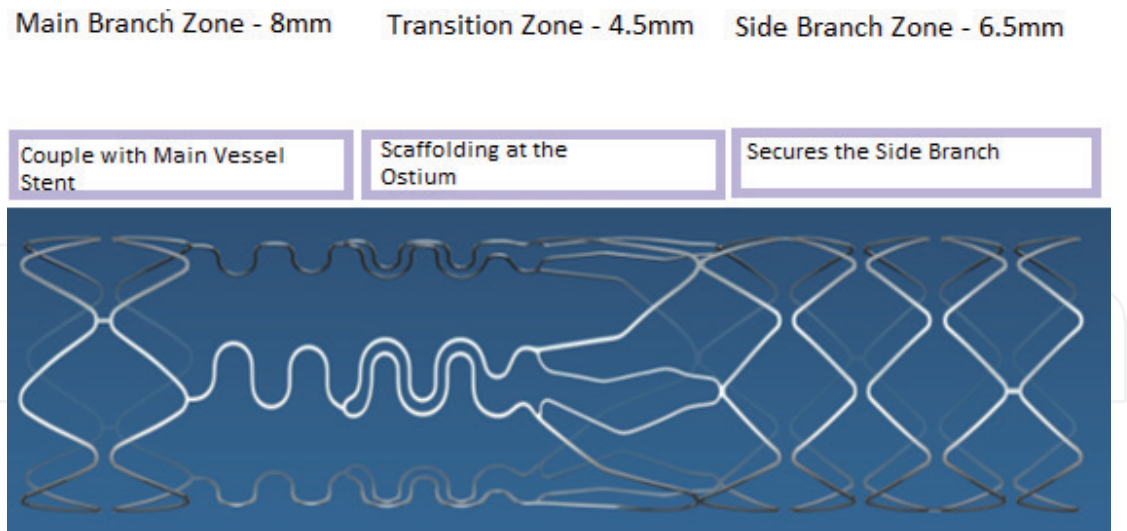 Main Branch Zone - 8mm
Transition Zone - 4.5mm
Side Branch Zone - 6.5mm
Couple with Main Vessel
Stent
Scaffolding at the
Ostium
Secures the Side Branch